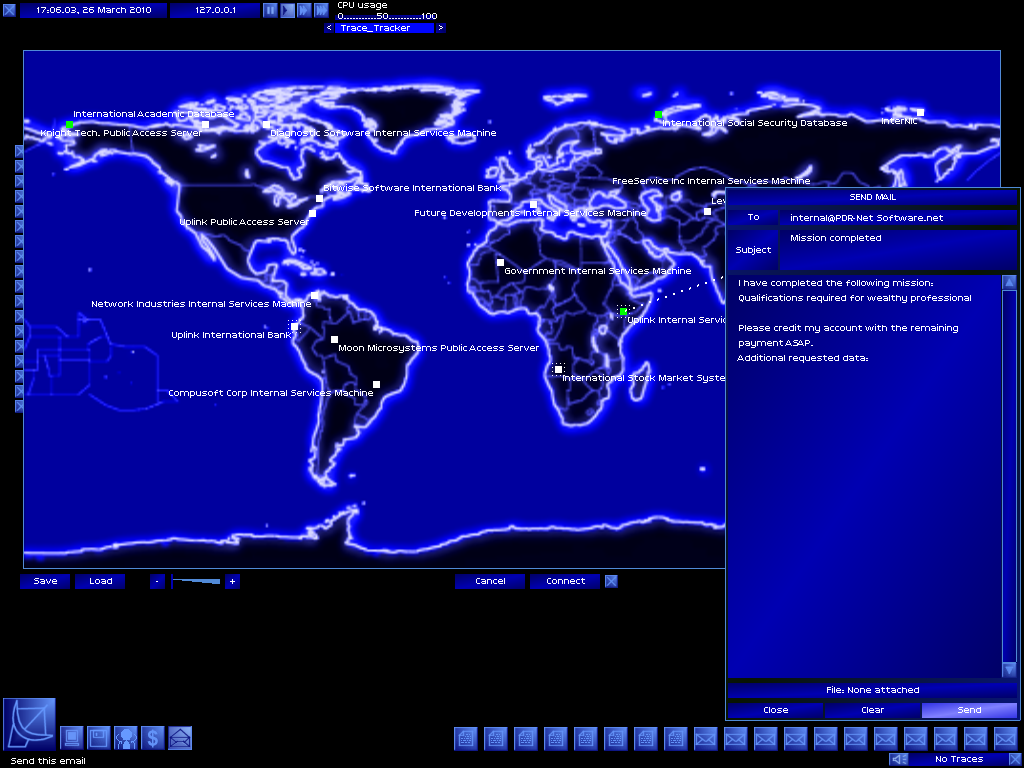 17:06.03, 26 March 2010
127.0.0.1
CPU usage
0...........50...........100
< Trace_Tracker >
International Academic Database
Knight Tech. Public Access Server
Diagnostic Software Internal Services Machine
International Social Security Database
InterNIC
Bitwise Software International Bank
FreeService Inc Internal Services Machine
Uplink Public Access Server
Future Developments Internal Services Machine
Government Internal Services Machine
Network Industries Internal Services Machine
Uplink Internal Servic
Uplink International Bank
Moon Microsystems Public Access Server
International Stock Market Syste
Compusoft Corp Internal Services Machine
SEND MAIL
To
internal@PDR-Net Software.net
Subject
Mission completed
I have completed the following mission:
Qualifications required for wealthy professional
Please credit my account with the remaining
payment ASAP.
Additional requested data:
File: None attached
Close
Clear
Send
Save
Load
-
+
Cancel
Connect
Send this email
No Traces